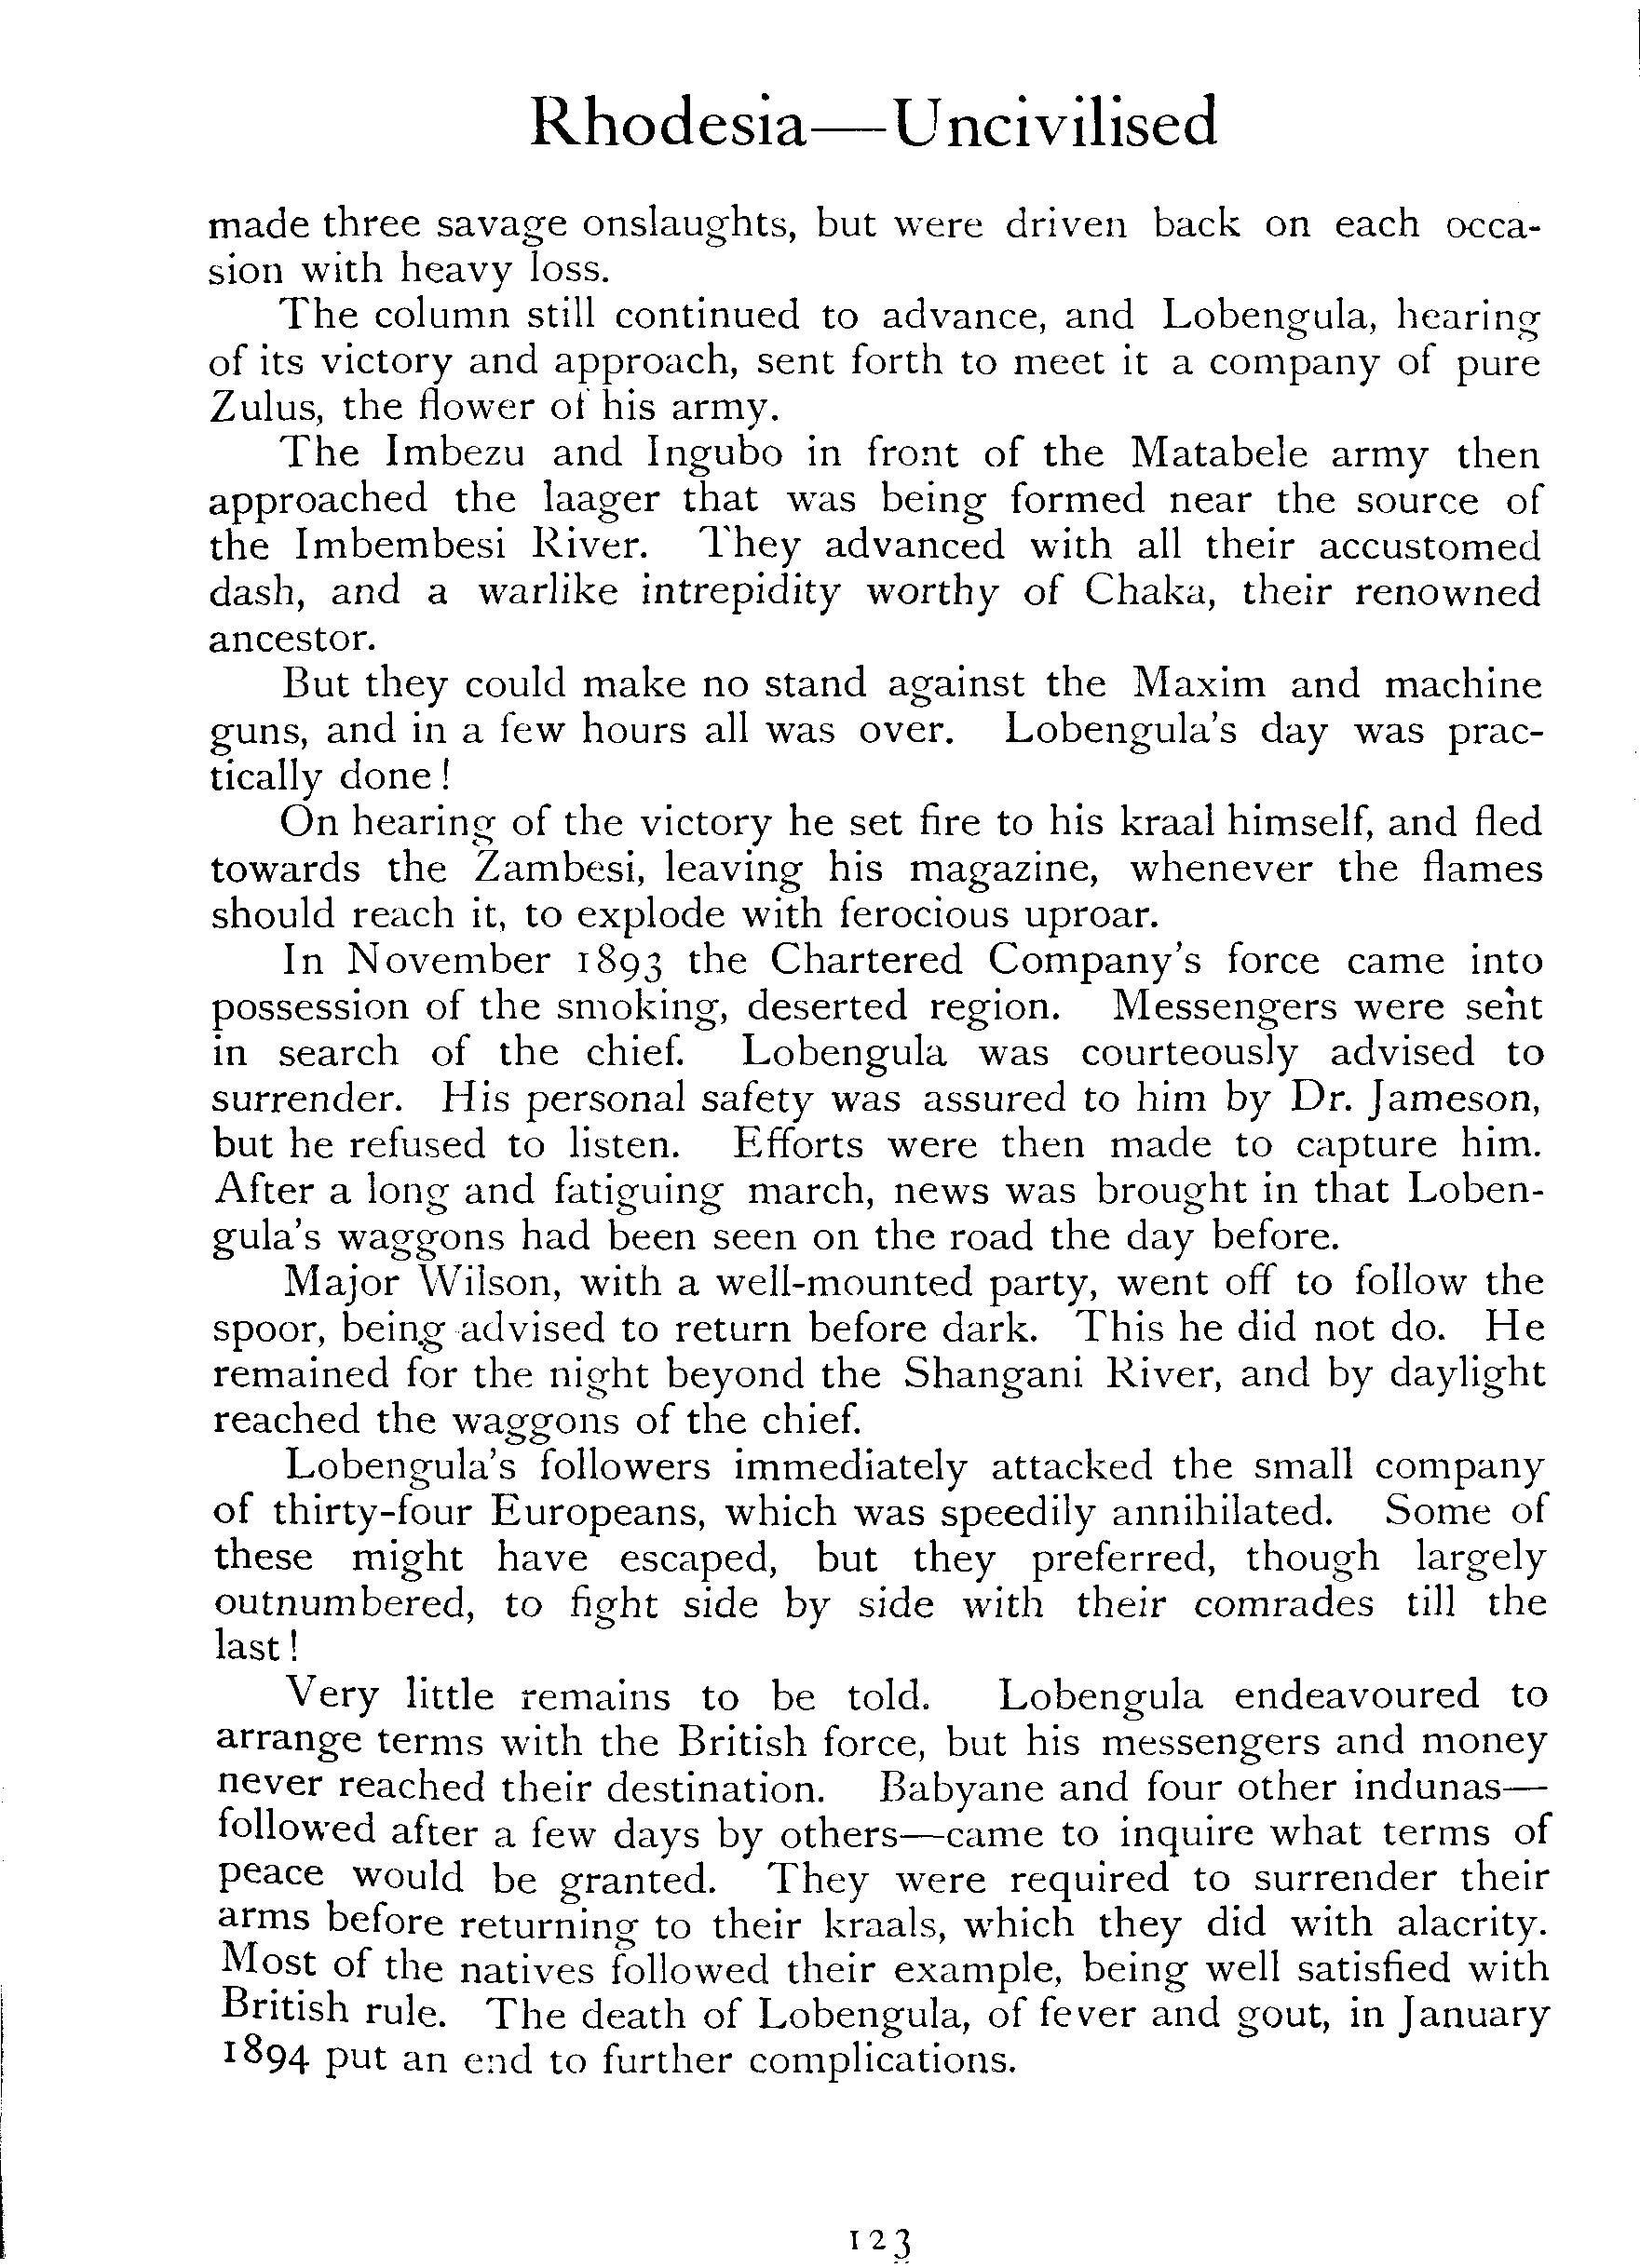 Rhodesia—Uncivilised
made three savage onslaughts, but were driven back on each occa-
sion with heavy loss.
The column still continued to advance, and Lobengula, hearing
of its victory and approach, sent forth to meet it a company of pure
Zulus, the flower of his army.
The Imbezu and Ingubo in front of the Matabele army then
approached the laager that was being formed near the source of
the Imbembesi River. They advanced with all their accustomed
dash, and a warlike intrepidity worthy of Chaka, their renowned
ancestor.
But they could make no stand against the Maxim and machine
guns, and in a few hours all was over. Lobengula's day was prac-
tically done!
On hearing of the victory he set fire to his kraal himself, and fled
towards the Zambesi, leaving his magazine, whenever the flames
should reach it, to explode with ferocious uproar.
In November 1893 the Chartered Company's force came into
possession of the smoking, deserted region. Messengers were sent
in search of the chief. Lobengula was courteously advised to
surrender. His personal safety was assured to him by Dr. Jameson,
but he refused to listen. Efforts were then made to capture him.
After a long and fatiguing march, news was brought in that Loben-
gula's waggons had been seen on the road the day before.
Major Wilson, with a well-mounted party, went off to follow the
spoor, being advised to return before dark. This he did not do. He
remained for the night beyond the Shangani River, and by daylight
reached the waggons of the chief.
Lobengula's followers immediately attacked the small company
of thirty-four Europeans, which was speedily annihilated. Some of
these might have escaped, but they preferred, though largely
outnumbered, to fight side by side with their comrades till the
last!
Very little remains to be told. Lobengula endeavoured to
arrange terms with the British force, but his messengers and money
never reached their destination. Babyane and four other indunas—
followed after a few days by others—came to inquire what terms of
peace would be granted. They were required to surrender their
arms before returning to their kraals, which they did with alacrity.
Most of the natives followed their example, being well satisfied with
British rule. The death of Lobengula, of fever and gout, in January
1894 put an end to further complications.
123